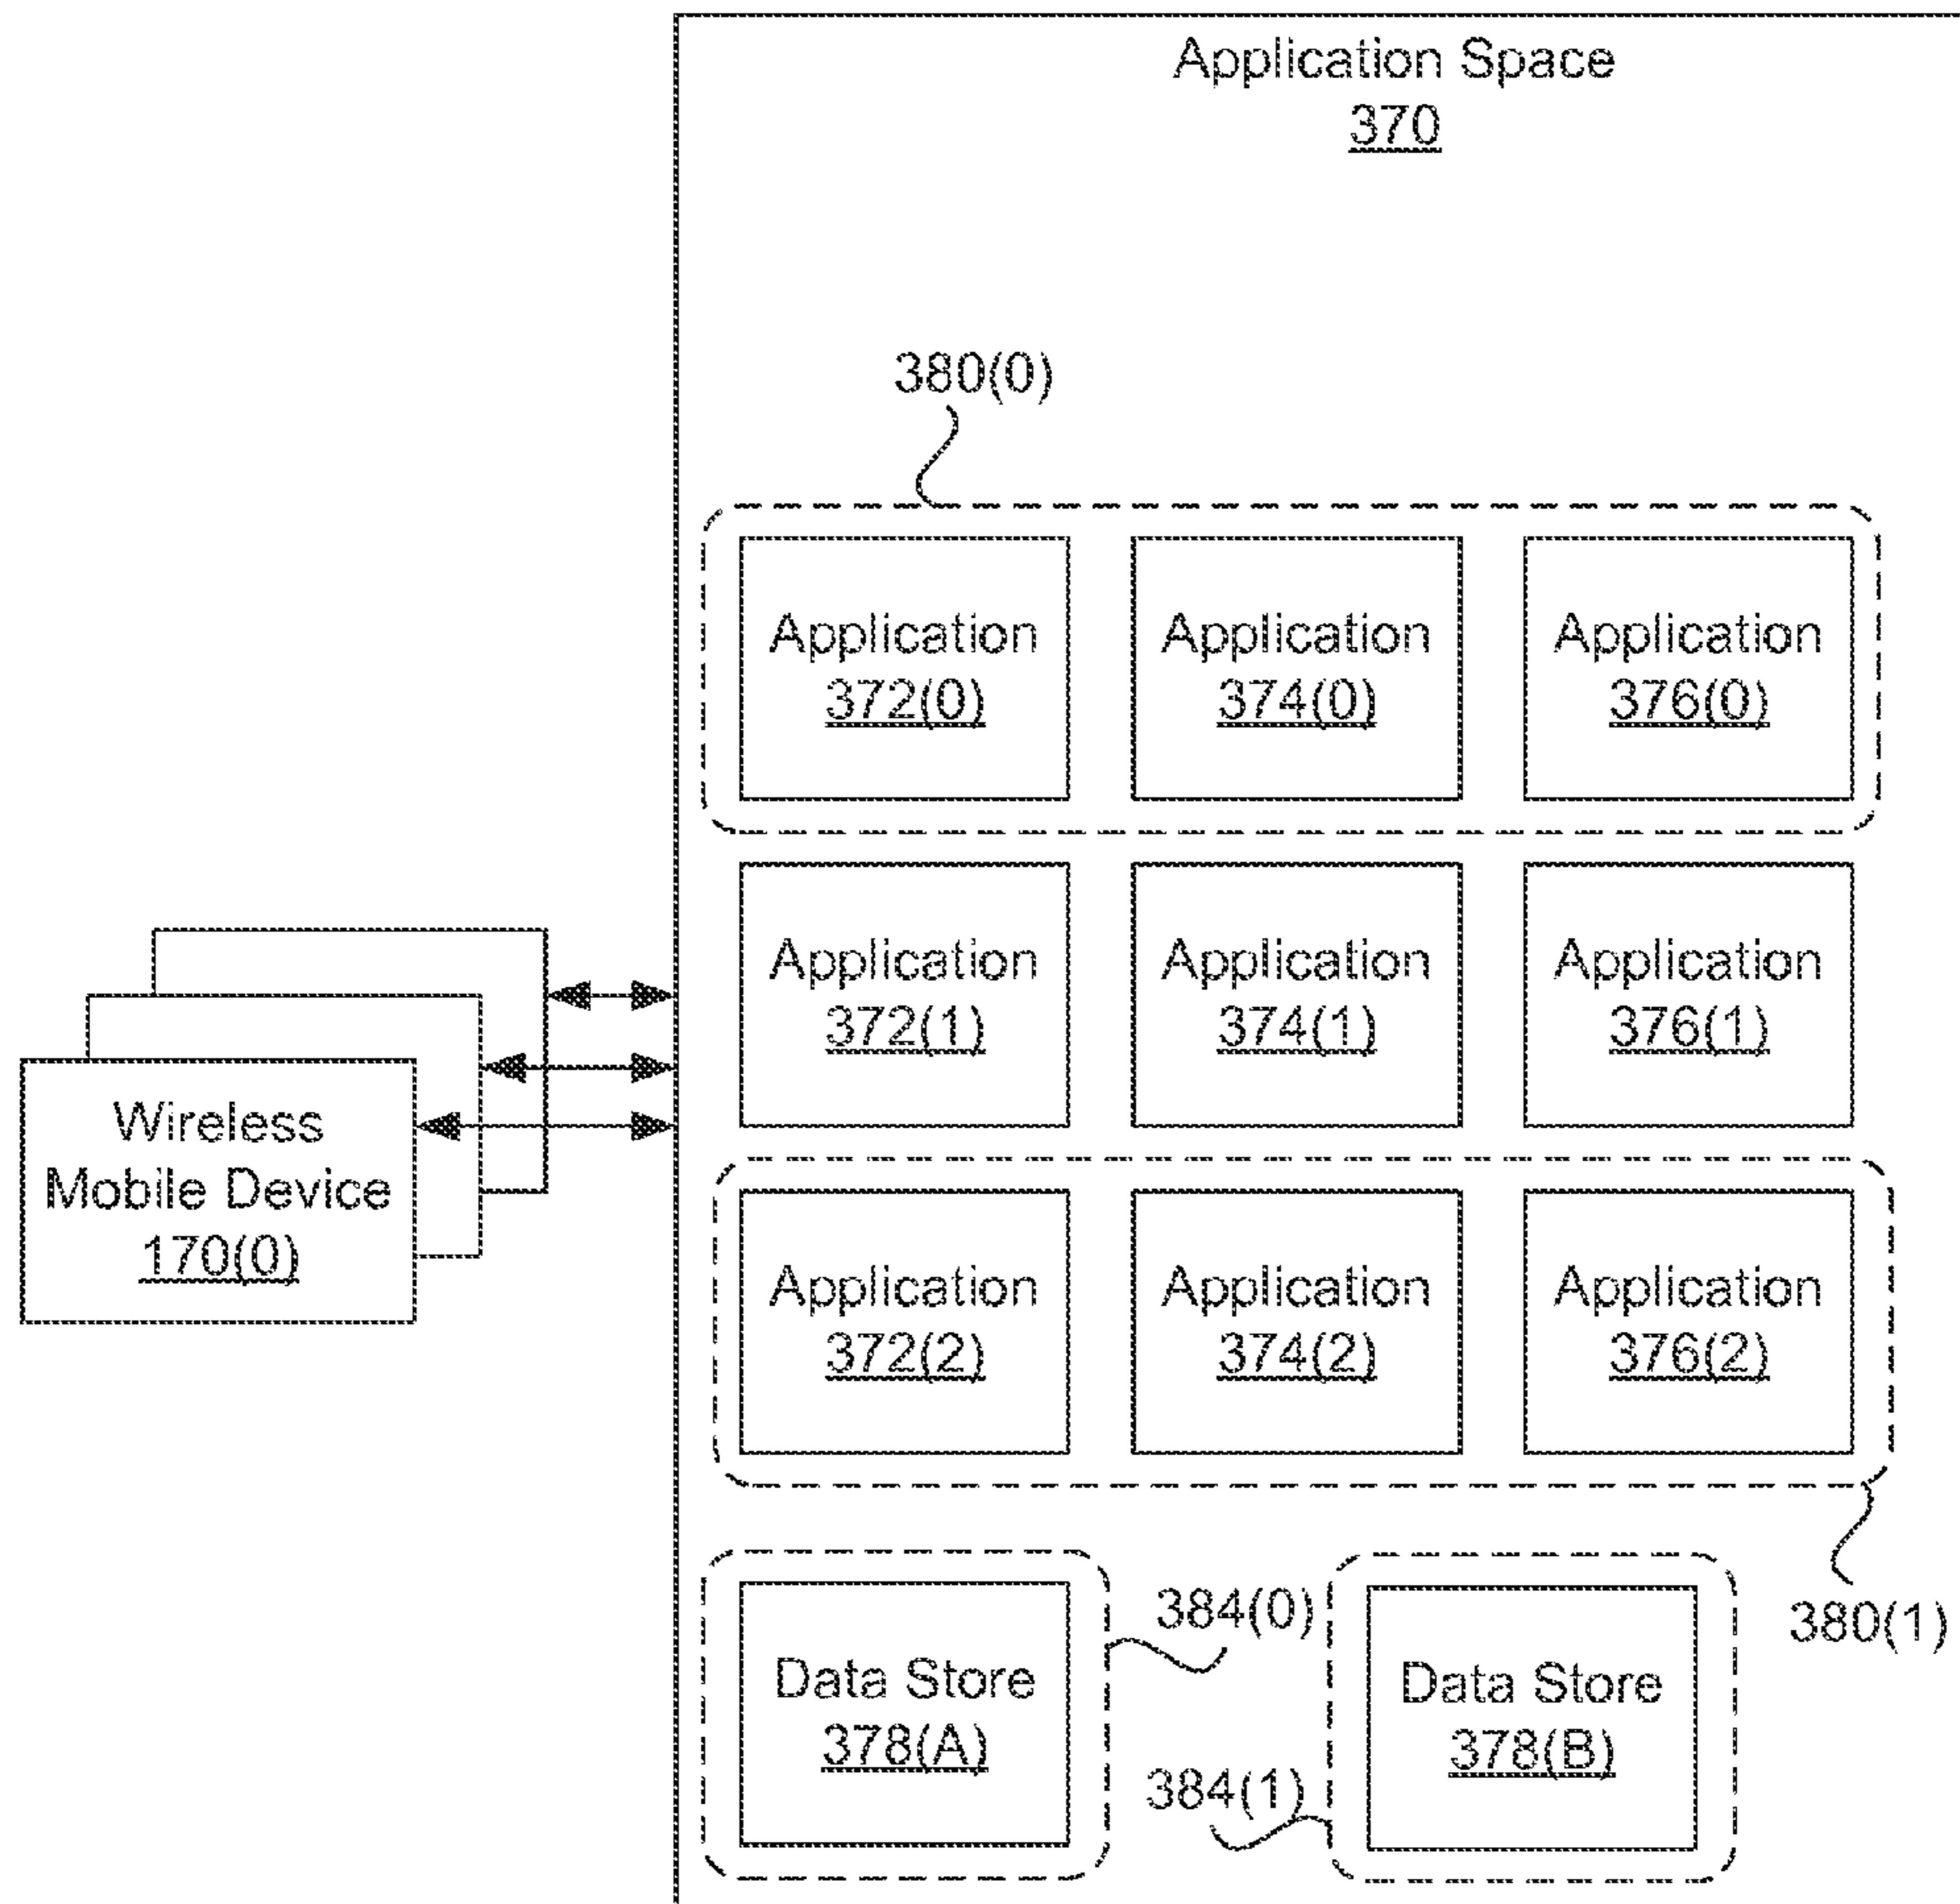 Application Space
370
380(0)
Application
372(0)
Application
374(0)
Application
376(0)
Application
372(1)
Application
374(1)
Application
376(1)
Wireless
Mobile Device
170(0)
Application
372(2)
Application
374(2)
Application
376(2)
380(1)
Data Store
378(A)
384(0)
384(1)
Data Store
378(B)